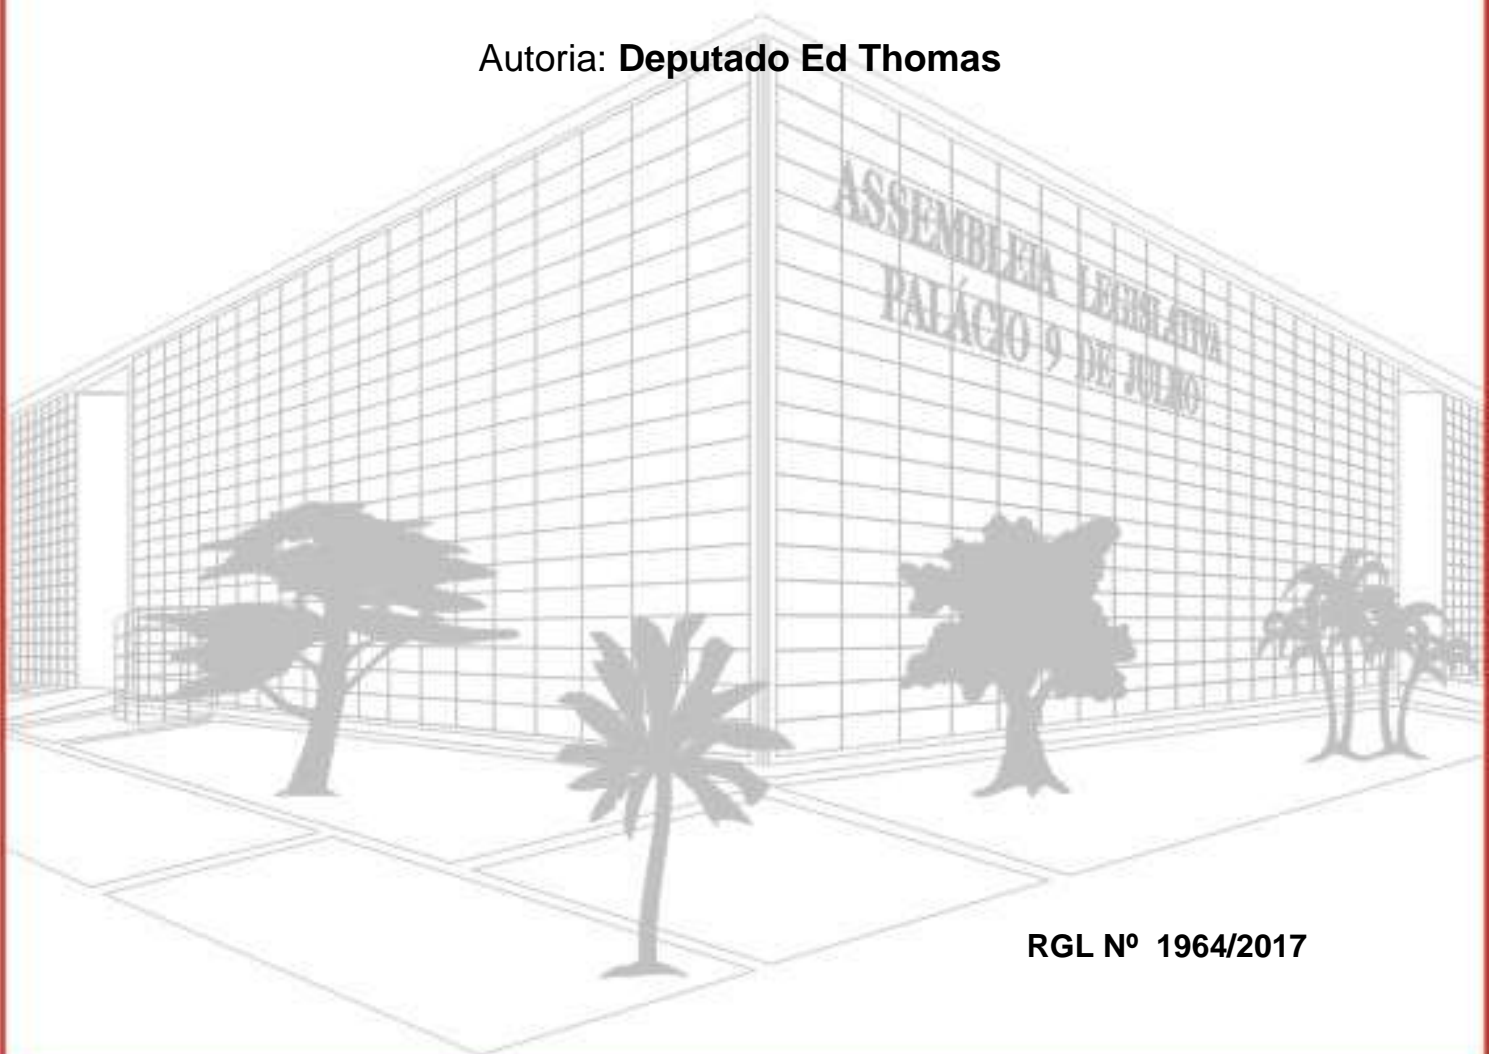 Autoria: Deputado Ed Thomas
ASSEMBLEIA LEGISLATIVA
PALÁCIO 9 DE JULHO
RGL Nº 1964/2017